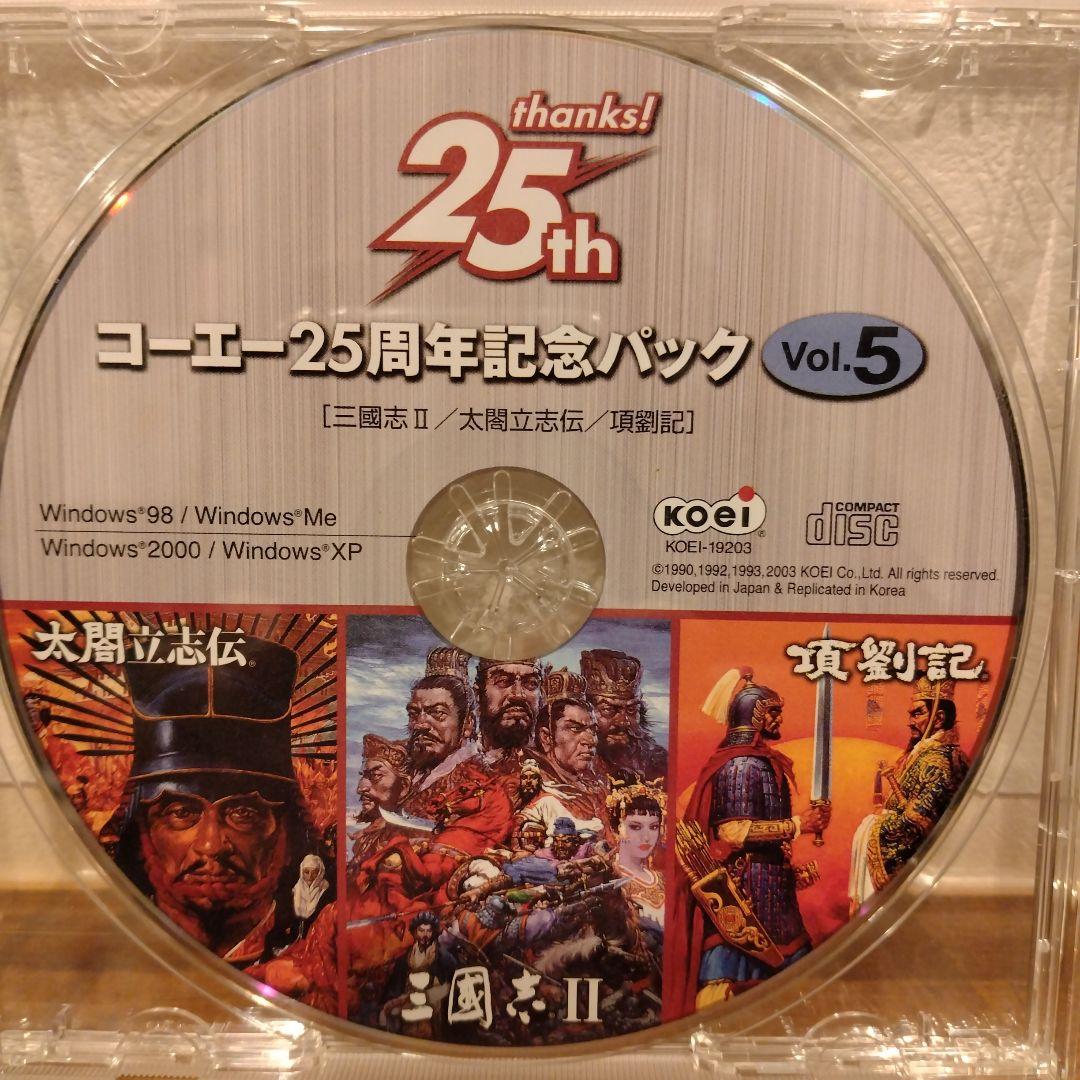 thanks!
25th
コーエー25周年記念パック Vol.5
[三國志Ⅱ／太閤立志伝／項劉記]
Windows®98 / Windows®Me
Windows®2000 / Windows®XP
KOEI®
KOEI-19203
COMPACT
disc
©1990,1992,1993,2003 KOEI Co.,Ltd. All rights reserved.
Developed in Japan & Replicated in Korea
太閤立志伝®
項劉記®
三國志Ⅱ